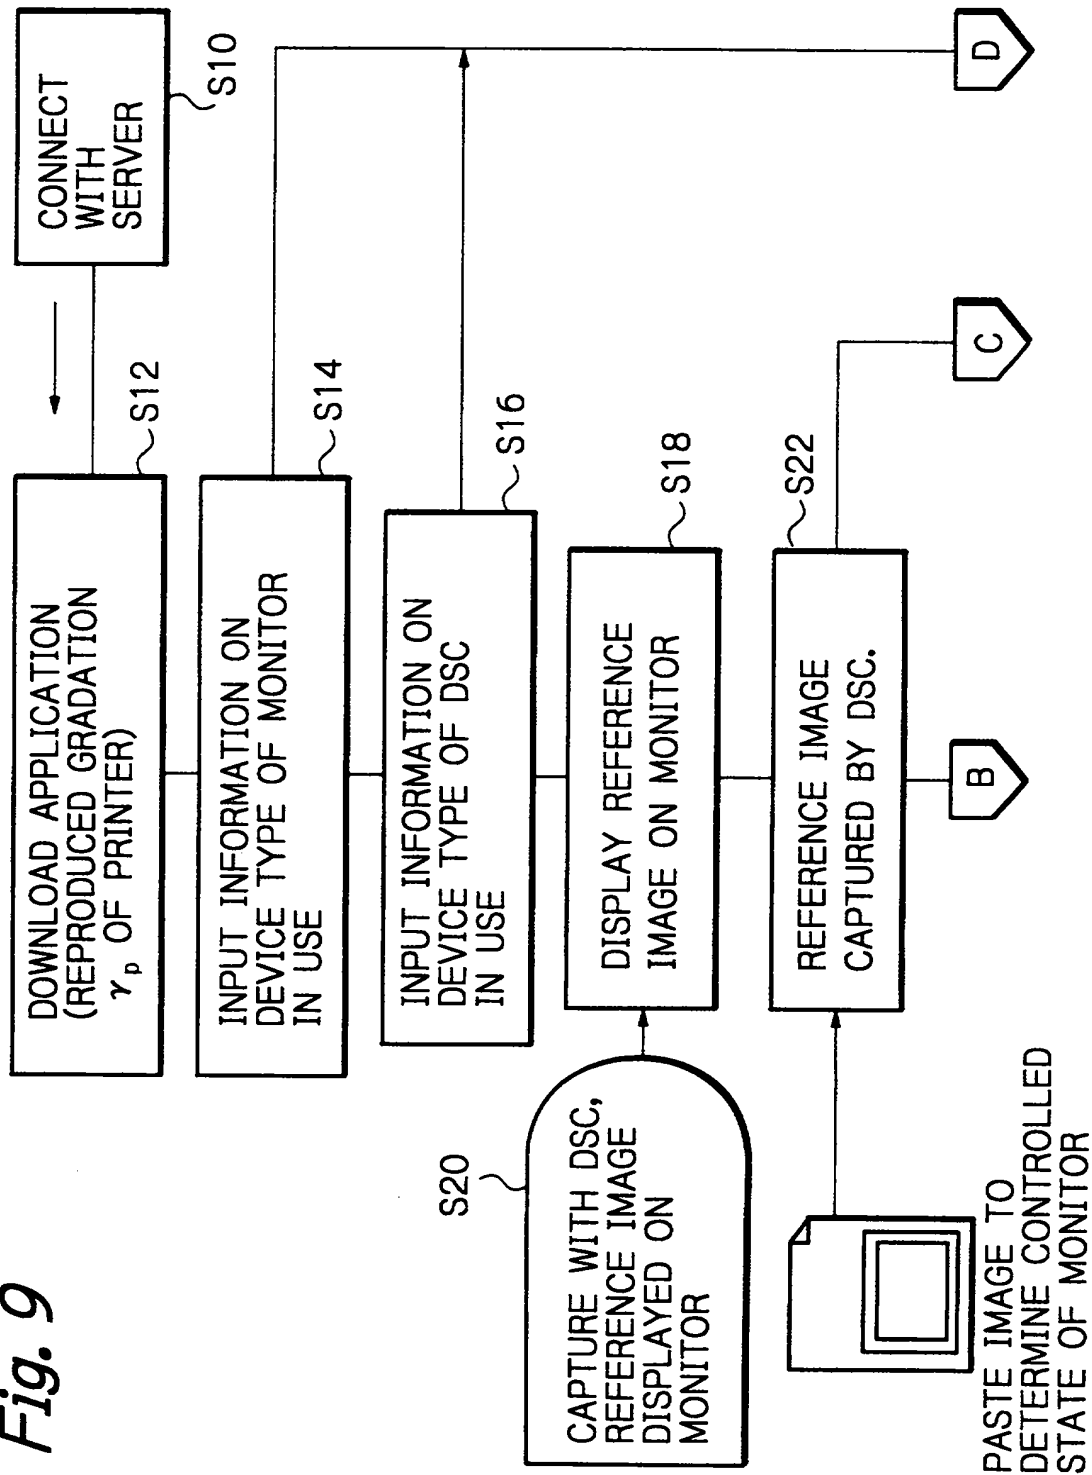 Fig. 9
CONNECT
WITH
SERVER
S10
DOWNLOAD APPLICATION
(REPRODUCED GRADATION
γp OF PRINTER)
S12
INPUT INFORMATION ON
DEVICE TYPE OF MONITOR
IN USE
S14
INPUT INFORMATION ON
DEVICE TYPE OF DSC
IN USE
S16
CAPTURE WITH DSC,
REFERENCE IMAGE
DISPLAYED ON
MONITOR
S20
DISPLAY REFERENCE
IMAGE ON MONITOR
S18
PASTE IMAGE TO
DETERMINE CONTROLLED
STATE OF MONITOR
REFERENCE IMAGE
CAPTURED BY DSC.
S22
B
C
D